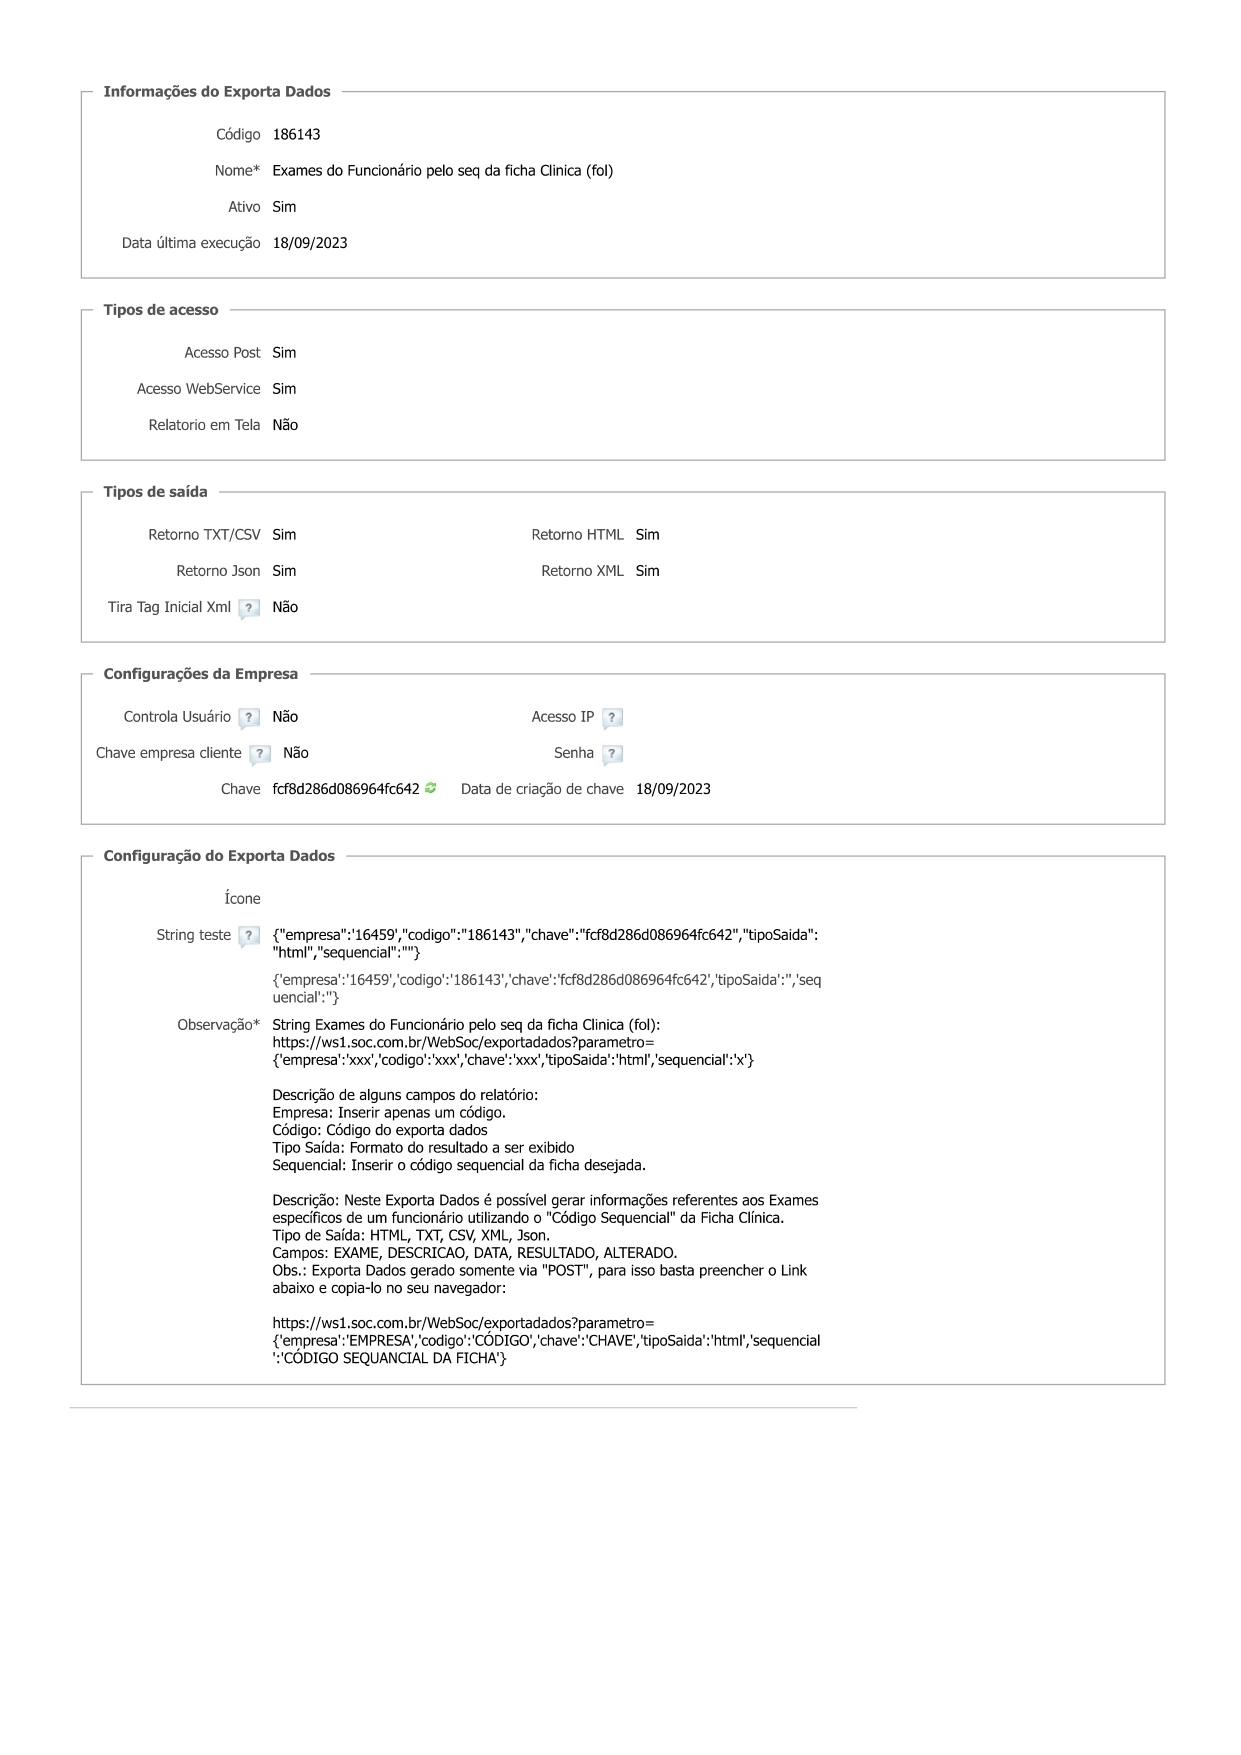 Informações do Exporta Dados
Código 186143
Nome* Exames do Funcionário pelo seq da ficha Clinica (fol)
Ativo Sim
Data última execução 18/09/2023
Tipos de acesso
Acesso Post Sim
Acesso WebService Sim
Relatorio em Tela Não
Tipos de saída
Retorno TXT/CSV Sim Retorno HTML Sim
Retorno Json Sim Retorno XML Sim
Tira Tag Inicial Xml ? Não
Configurações da Empresa
Controla Usuário ? Não Acesso IP ?
Chave empresa cliente ? Não Senha ?
Chave fcf8d286d086964fc642 Data de criação de chave 18/09/2023
Configuração do Exporta Dados
Ícone
String teste ? {"empresa":'16459',"codigo":"186143","chave":"fcf8d286d086964fc642","tipoSaida":
"html","sequencial":""}
{'empresa':'16459','codigo':'186143','chave':'fcf8d286d086964fc642','tipoSaida':'','seq
uencial':''}
Observação* String Exames do Funcionário pelo seq da ficha Clinica (fol):
https://ws1.soc.com.br/WebSoc/exportadados?parametro=
{'empresa':'xxx','codigo':'xxx','chave':'xxx','tipoSaida':'html','sequencial':'x'}
Descrição de alguns campos do relatório:
Empresa: Inserir apenas um código.
Código: Código do exporta dados
Tipo Saída: Formato do resultado a ser exibido
Sequencial: Inserir o código sequencial da ficha desejada.
Descrição: Neste Exporta Dados é possível gerar informações referentes aos Exames
específicos de um funcionário utilizando o "Código Sequencial" da Ficha Clínica.
Tipo de Saída: HTML, TXT, CSV, XML, Json.
Campos: EXAME, DESCRICAO, DATA, RESULTADO, ALTERADO.
Obs.: Exporta Dados gerado somente via "POST", para isso basta preencher o Link
abaixo e copia-lo no seu navegador:
https://ws1.soc.com.br/WebSoc/exportadados?parametro=
{'empresa':'EMPRESA','codigo':'CÓDIGO','chave':'CHAVE','tipoSaida':'html','sequencial
':'CÓDIGO SEQUANCIAL DA FICHA'}